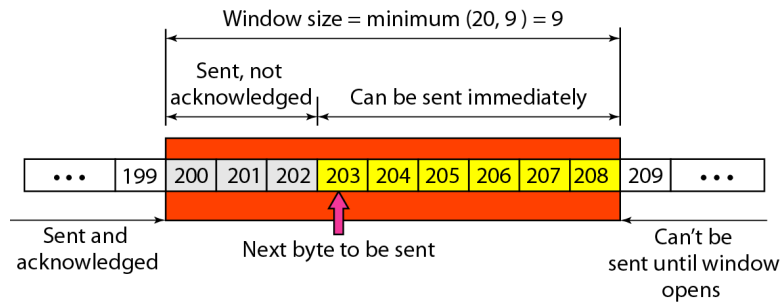 Window size = minimum (20, 9 ) = 9
Sent, not
acknowledged
Can be sent immediately
••• 199 200 201 202 203 204 205 206 207 208 209 •••
Sent and
acknowledged
Next byte to be sent
Can’t be
sent until window
opens